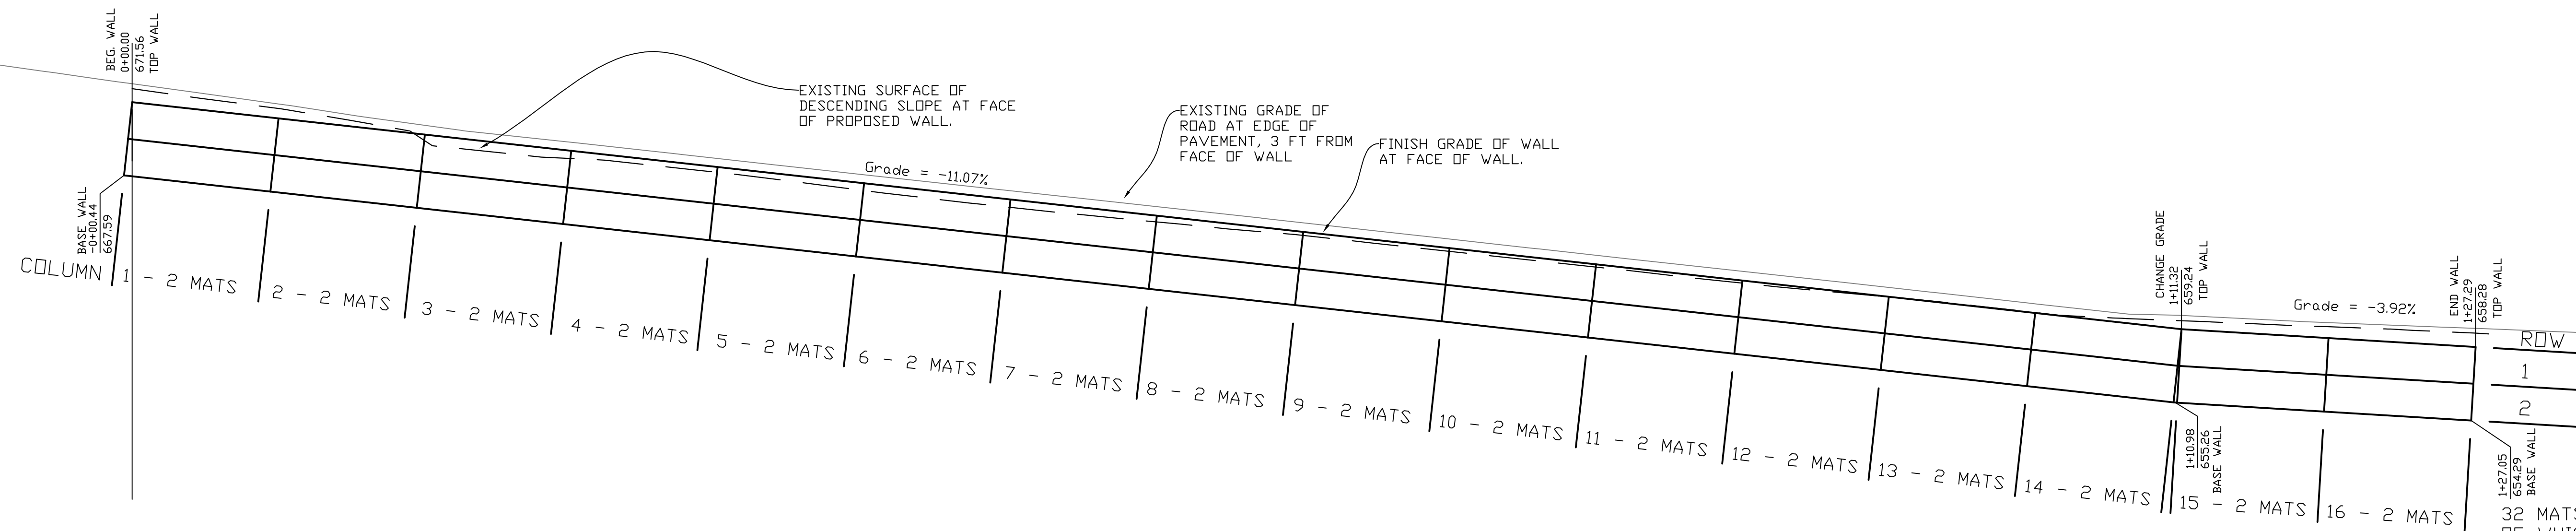 BEG. WALL
0+00.00
671.56
TOP WALL
BASE WALL
-0+00.44
667.59
EXISTING SURFACE OF
DESCENDING SLOPE AT FACE
OF PROPOSED WALL.
Grade = -11.07%
EXISTING GRADE OF
ROAD AT EDGE OF
PAVEMENT, 3 FT FROM
FACE OF WALL
FINISH GRADE OF WALL
AT FACE OF WALL.
CHANGE GRADE
1+11.32
659.24
TOP WALL
Grade = -3.92%
END WALL
1+27.29
658.28
TOP WALL
ROW
1
2
COLUMN
1 - 2 MATS
2 - 2 MATS
3 - 2 MATS
4 - 2 MATS
5 - 2 MATS
6 - 2 MATS
7 - 2 MATS
8 - 2 MATS
9 - 2 MATS
10 - 2 MATS
11 - 2 MATS
12 - 2 MATS
13 - 2 MATS
14 - 2 MATS
15 - 2 MATS
16 - 2 MATS
1+10.98
655.26
BASE WALL
1+27.05
654.29
BASE WALL
32 MATS